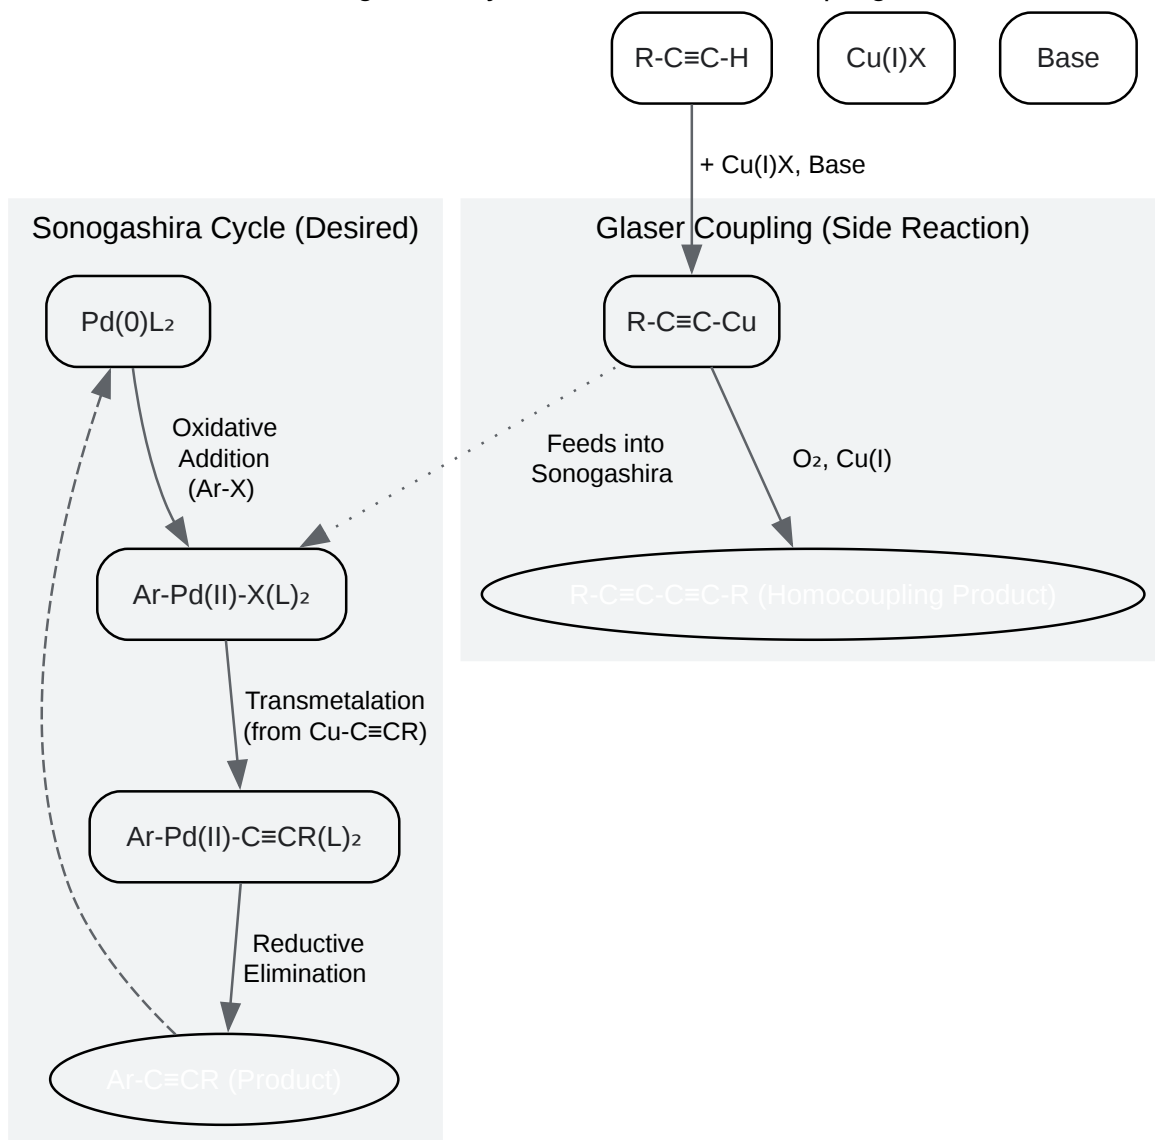 R-C≡C-H
Cu(I)X
Base
+ Cu(I)X, Base
Sonogashira Cycle (Desired)
Glaser Coupling (Side Reaction)
Pd(0)L₂
R-C≡C-Cu
Oxidative
Addition
(Ar-X)
Feeds into
Sonogashira
O₂, Cu(I)
Ar-Pd(II)-X(L)₂
R-C≡C-C≡C-R (Homocoupling Product)
Transmetalation
(from Cu-C≡CR)
Ar-Pd(II)-C≡CR(L)₂
Reductive
Elimination
Ar-C≡CR (Product)